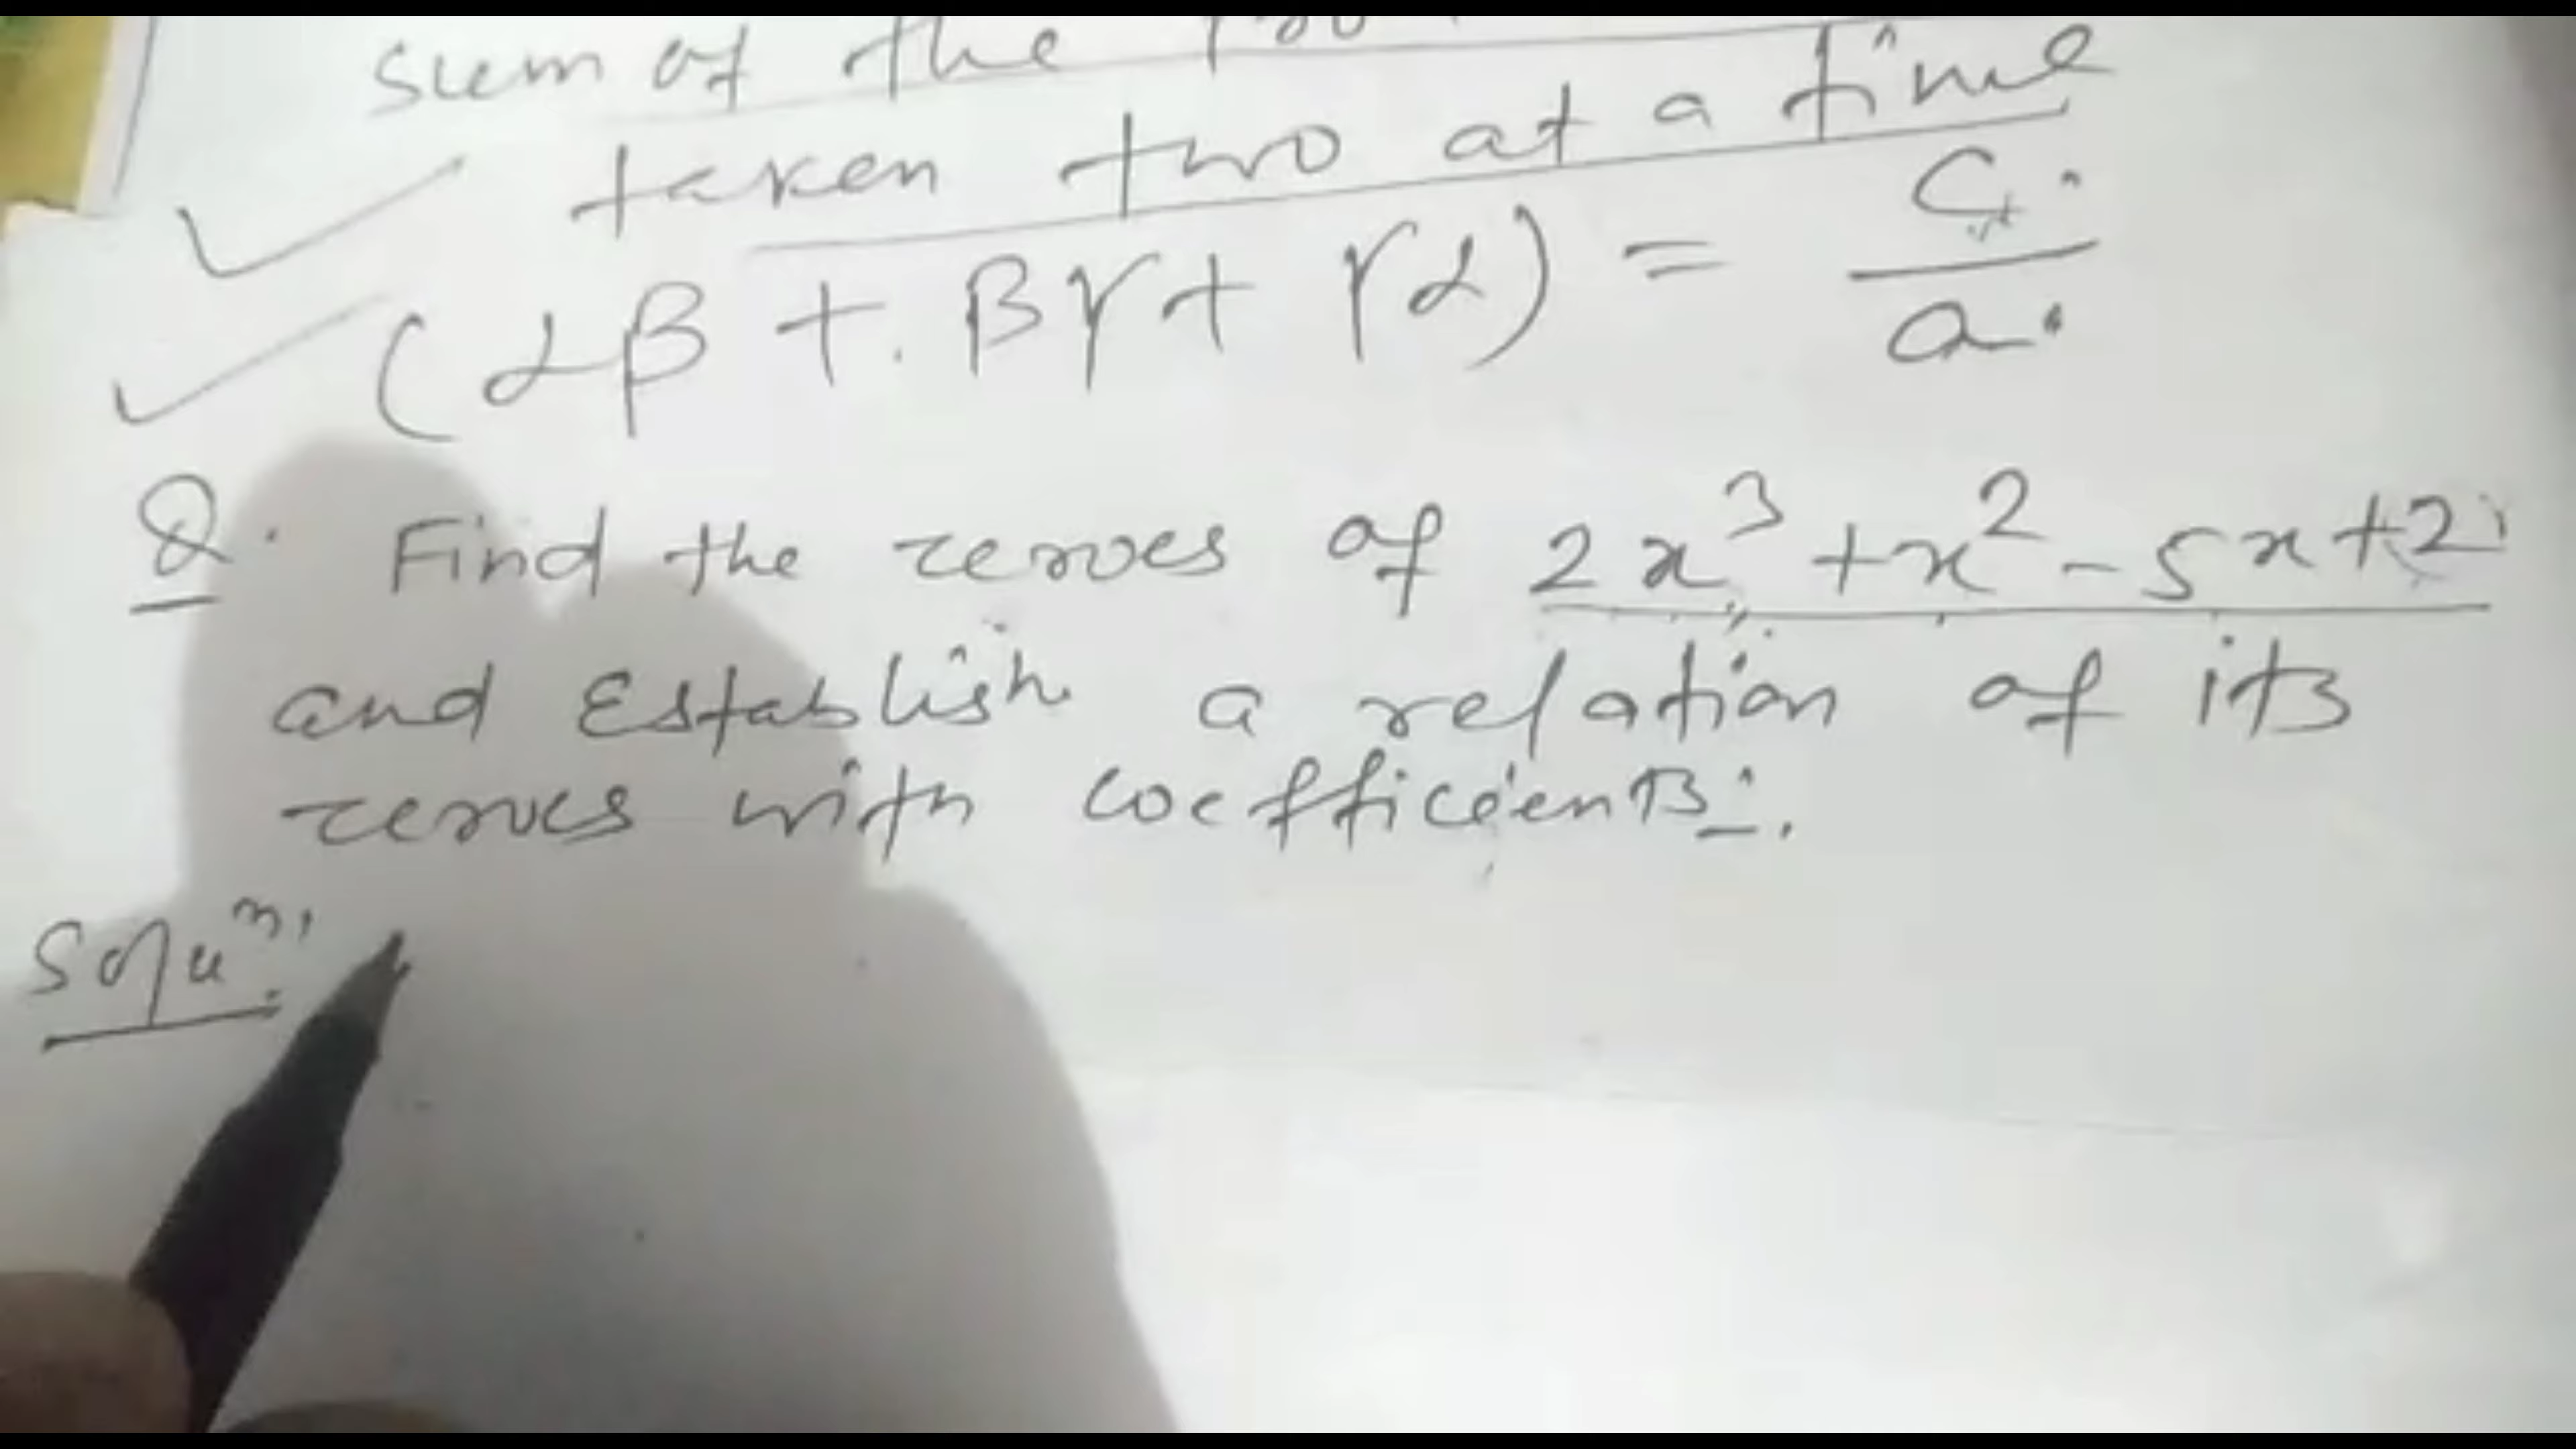 sum of the
taken two at a time
(αβ + βγ + γα) = c/a
Q. Find the zeroes of 2x³ + x² - 5x + 2
and Establish a relation of its
zeroes with coefficients.
Soluⁿ.